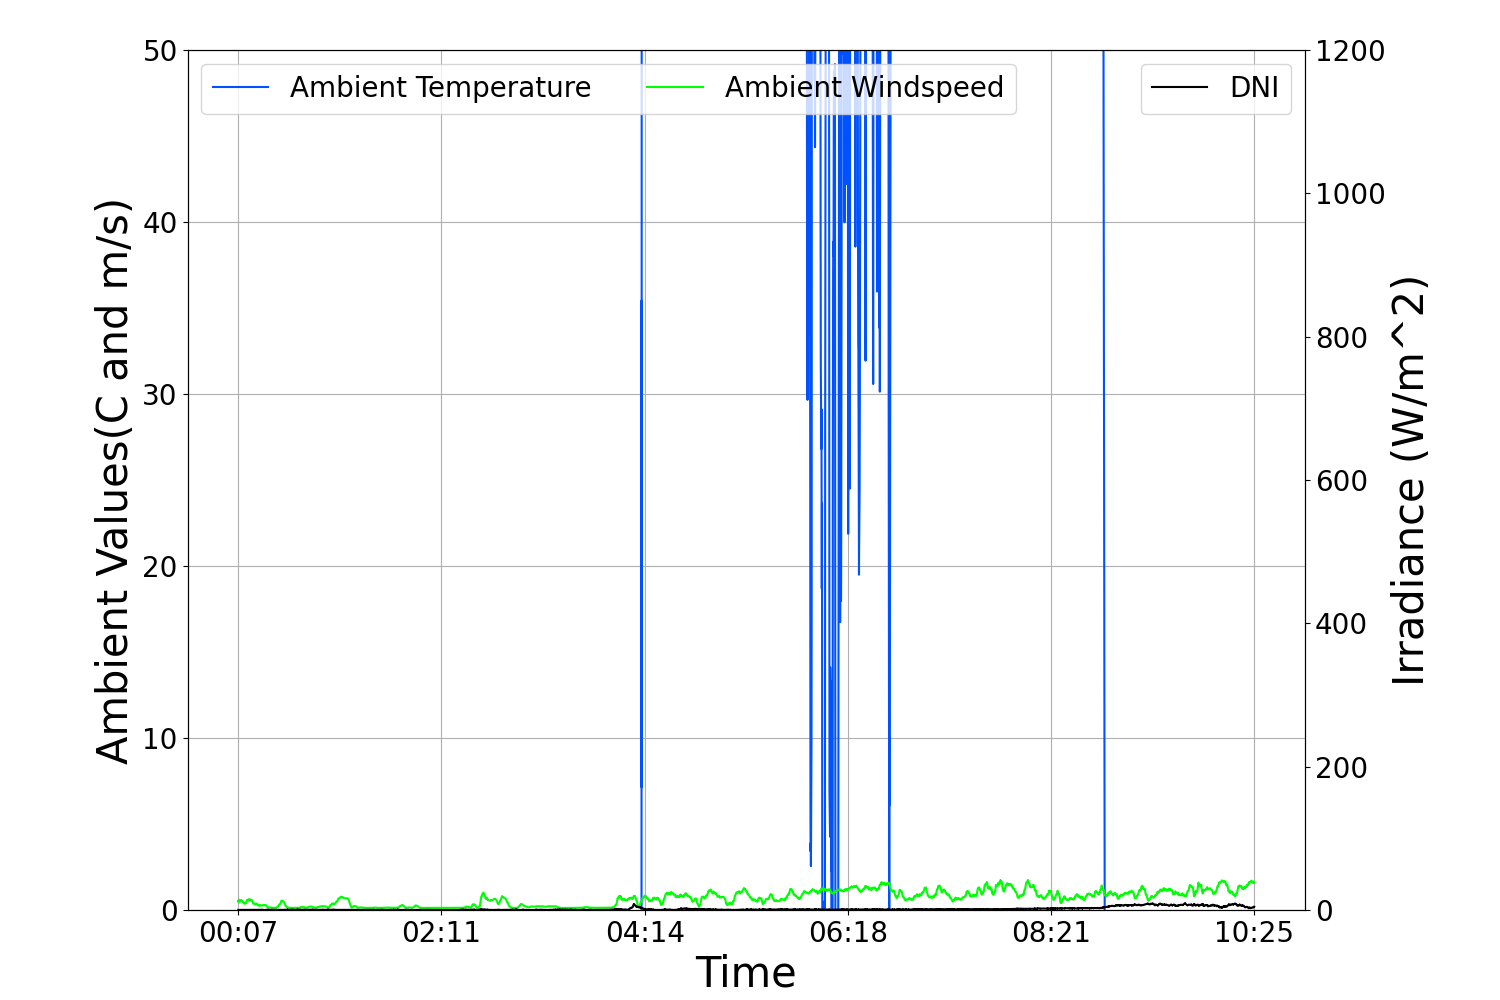 Ambient Temperature
Ambient Windspeed
DNI
Ambient Values(C and m/s)
50
40
30
20
10
0
1200
1000
800
600
400
200
0
Irradiance (W/m^2)
00:07 02:11 04:14 06:18 08:21 10:25
Time